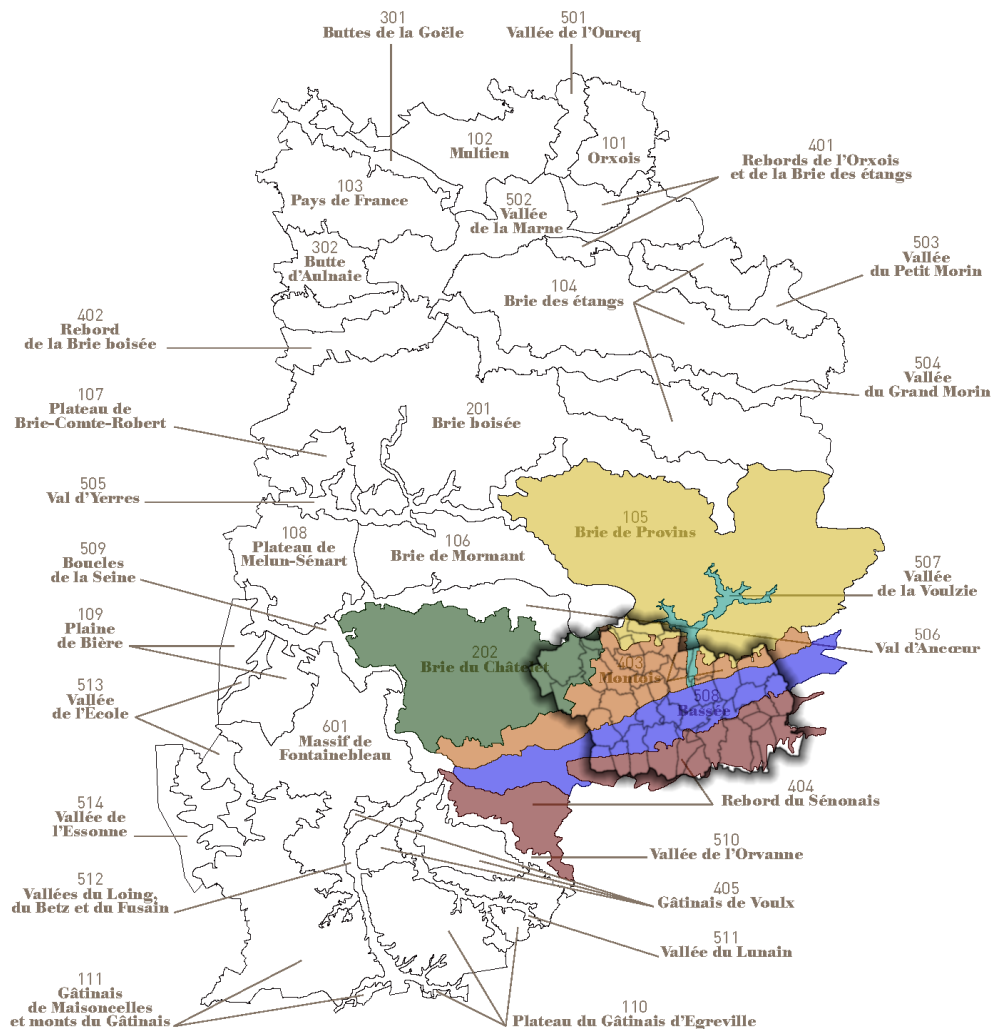 301
Buttes de la Goële
501
Vallée de l'Ourcq
102
Multien
101
Orxois
401
Rebords de l'Orxois
et de la Brie des étangs
103
Pays de France
502
Vallée
de la Marne
302
Butte
d'Aulnaie
503
Vallée
du Petit Morin
104
Brie des étangs
402
Rebord
de la Brie boisée
504
Vallée
du Grand Morin
107
Plateau de
Brie-Comte-Robert
201
Brie boisée
505
Val d'Yerres
105
Brie de Provins
108
Plateau de
Melun-Sénart
106
Brie de Mormant
509
Boucles
de la Seine
507
Vallée
de la Voulzie
109
Plaine
de Bière
506
Val d'Ancœur
202
Brie du Châtelet
403
Montois
513
Vallée
de l'Ecole
508
Bassée
601
Massif de
Fontainebleau
404
Rebord du Sénonais
514
Vallée de
l'Essonne
510
Vallée de l'Orvanne
512
Vallées du Loing,
du Betz et du Fusain
405
Gâtinais de Voulx
511
Vallée du Lunain
111
Gâtinais
de Maisoncelles
et monts du Gâtinais
110
Plateau du Gâtinais d'Egreville